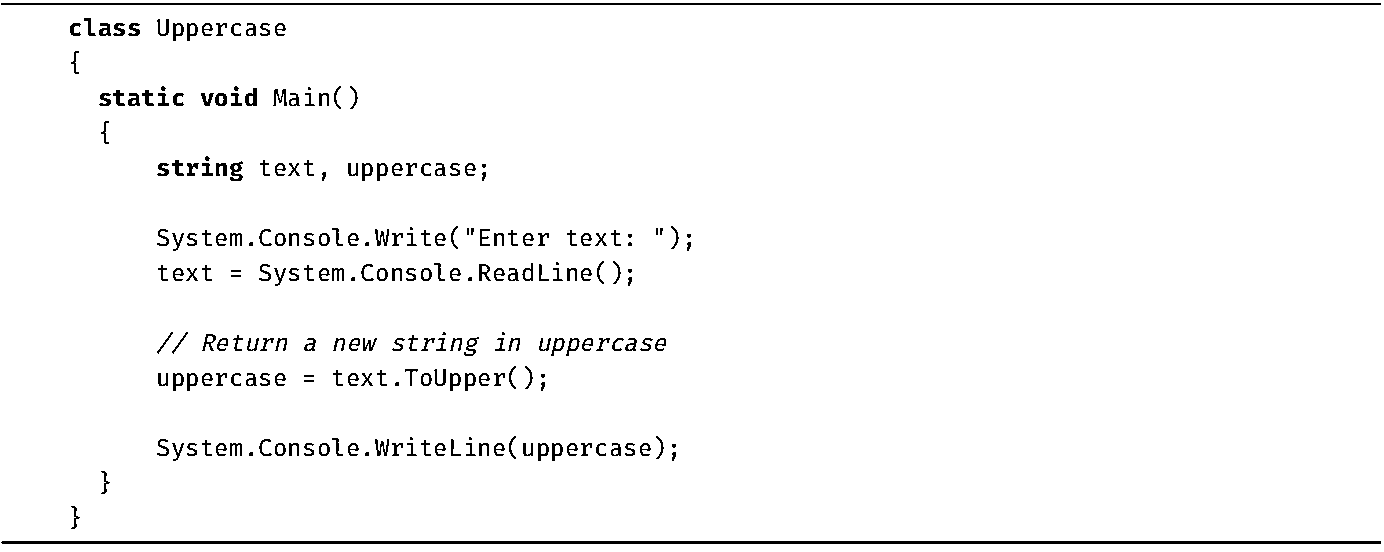 class Uppercase
{
static void Main()
{
string text, uppercase;
System.Console.Write("Enter text: ");
text = System.Console.ReadLine();
// Return a new string in uppercase
uppercase = text.ToUpper();
System.Console.WriteLine(uppercase);
}
}